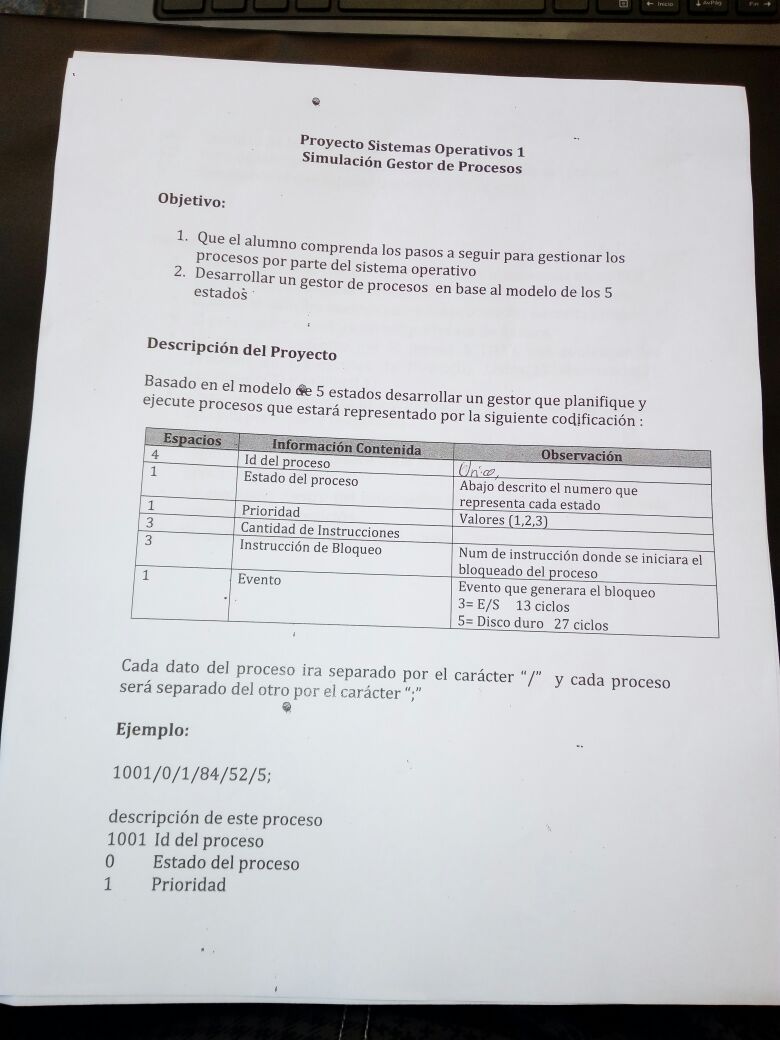 Inicio
AvPág
Fin
Proyecto Sistemas Operativos 1
Simulación Gestor de Procesos
Objetivo:
1. Que el alumno comprenda los pasos a seguir para gestionar los
procesos por parte del sistema operativo
2. Desarrollar un gestor de procesos en base al modelo de los 5
estados
Descripción del Proyecto
Basado en el modelo de 5 estados desarrollar un gestor que planifique y
ejecute procesos que estará representado por la siguiente codificación :
Espacios Información Contenida Observación
4 Id del proceso Unico,
1 Estado del proceso Abajo descrito el numero que
representa cada estado
1 Prioridad Valores (1,2,3)
3 Cantidad de Instrucciones
3 Instrucción de Bloqueo Num de instrucción donde se iniciara el
bloqueado del proceso
1 Evento Evento que generara el bloqueo
3= E/S 13 ciclos
5= Disco duro 27 ciclos
Cada dato del proceso ira separado por el carácter “/” y cada proceso
será separado del otro por el carácter “;”
Ejemplo:
1001/0/1/84/52/5;
descripción de este proceso
1001 Id del proceso
0 Estado del proceso
1 Prioridad